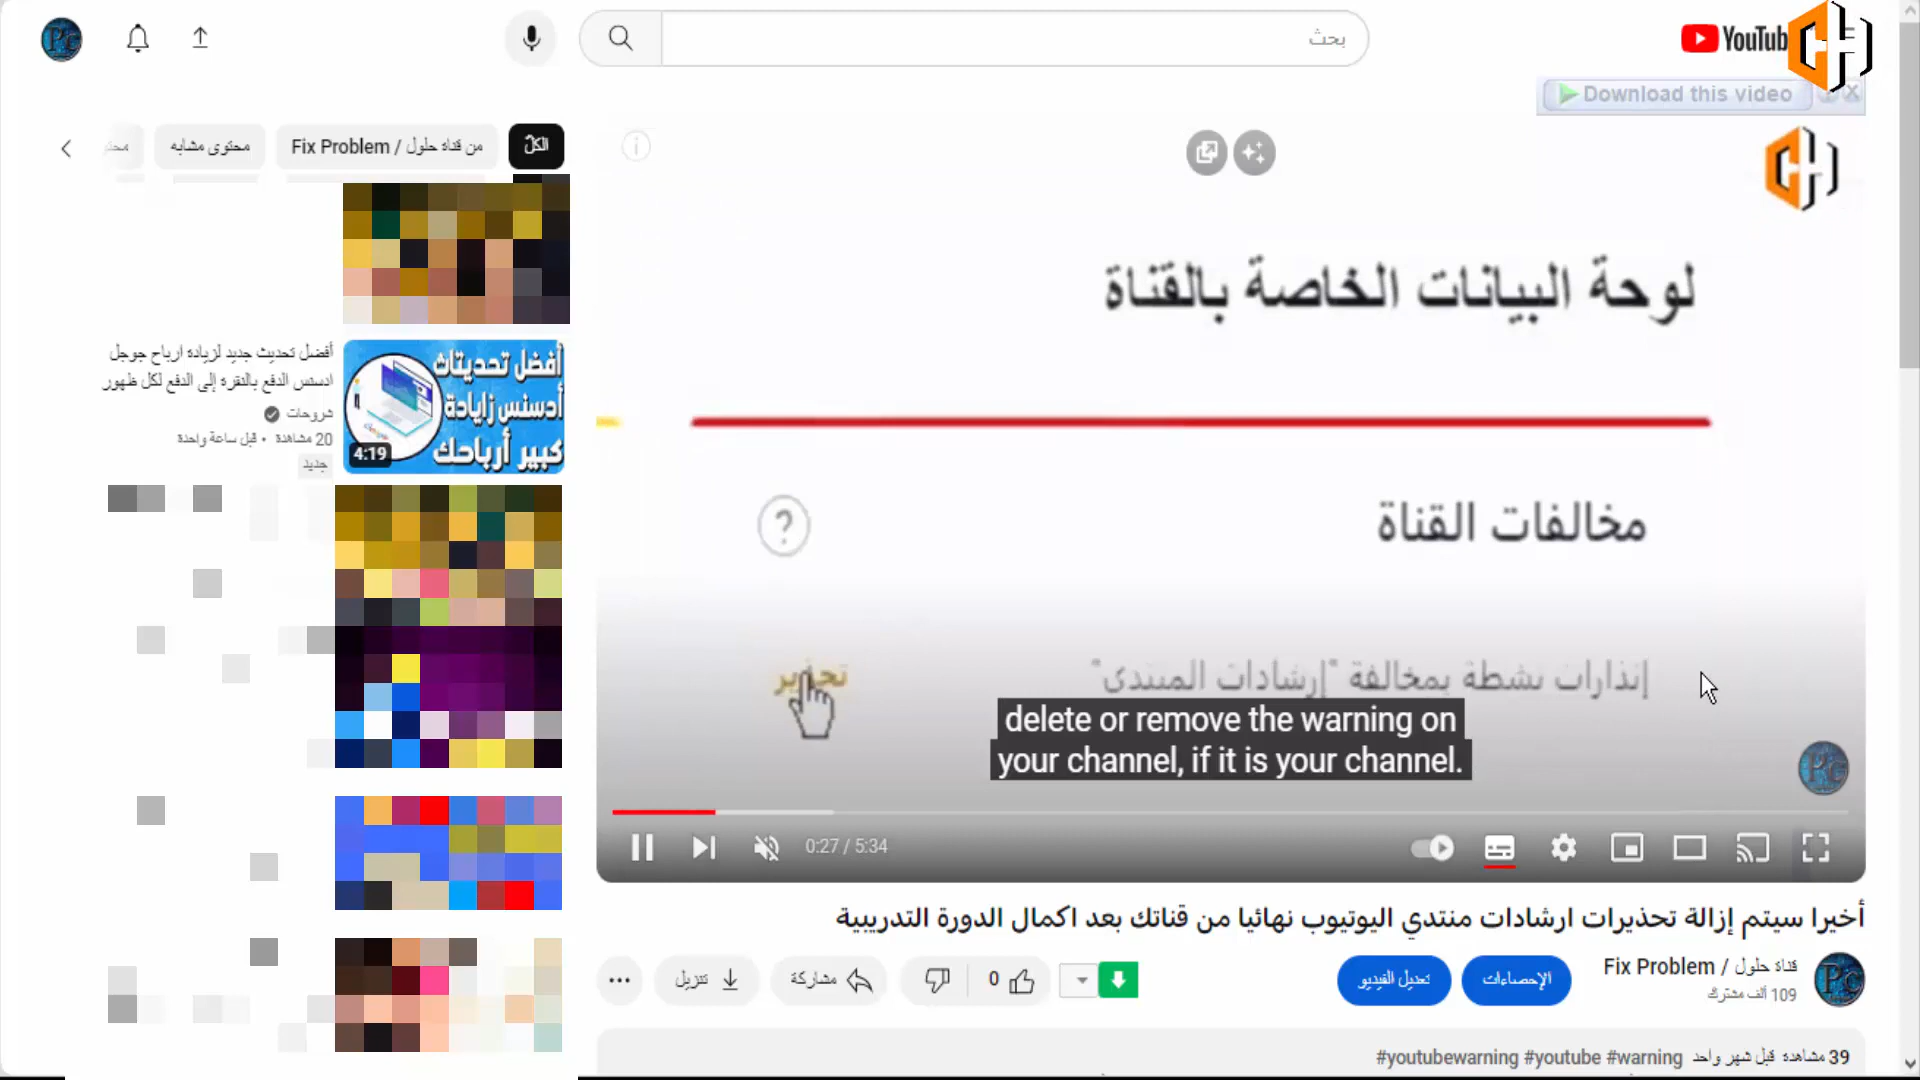 بحث
YouTub
Download this video
الكلّ
من قناة حلول / Fix Problem
محتوى مشابه
لوحة البيانات الخاصة بالقناة
مخالفات القناة
إنذارات نشطة بمخالفة "إرشادات المنتدى"
تحذير
delete or remove the warning on
your channel, if it is your channel.
0:27 / 5:34
أخيرا سيتم إزالة تحذيرات ارشادات منتدي اليوتيوب نهائيا من قناتك بعد اكمال الدورة التدريبية
قناة حلول / Fix Problem
109 ألف مشترك
الإحصاءات
تعديل الفيديو
0
مشاركة
تنزيل
39 مشاهدة قبل شهر واحد #youtubewarning #youtube #warning
أفضل تحديثات
أدسنس زايادة
كبير أرباحك
4:19
أفضل تحديث جديد لزيادة ارباح جوجل
ادسنس الدفع بالنقرة إلى الدفع لكل ظهور
شروحات
20 مشاهدة • قبل ساعة واحدة
جديد